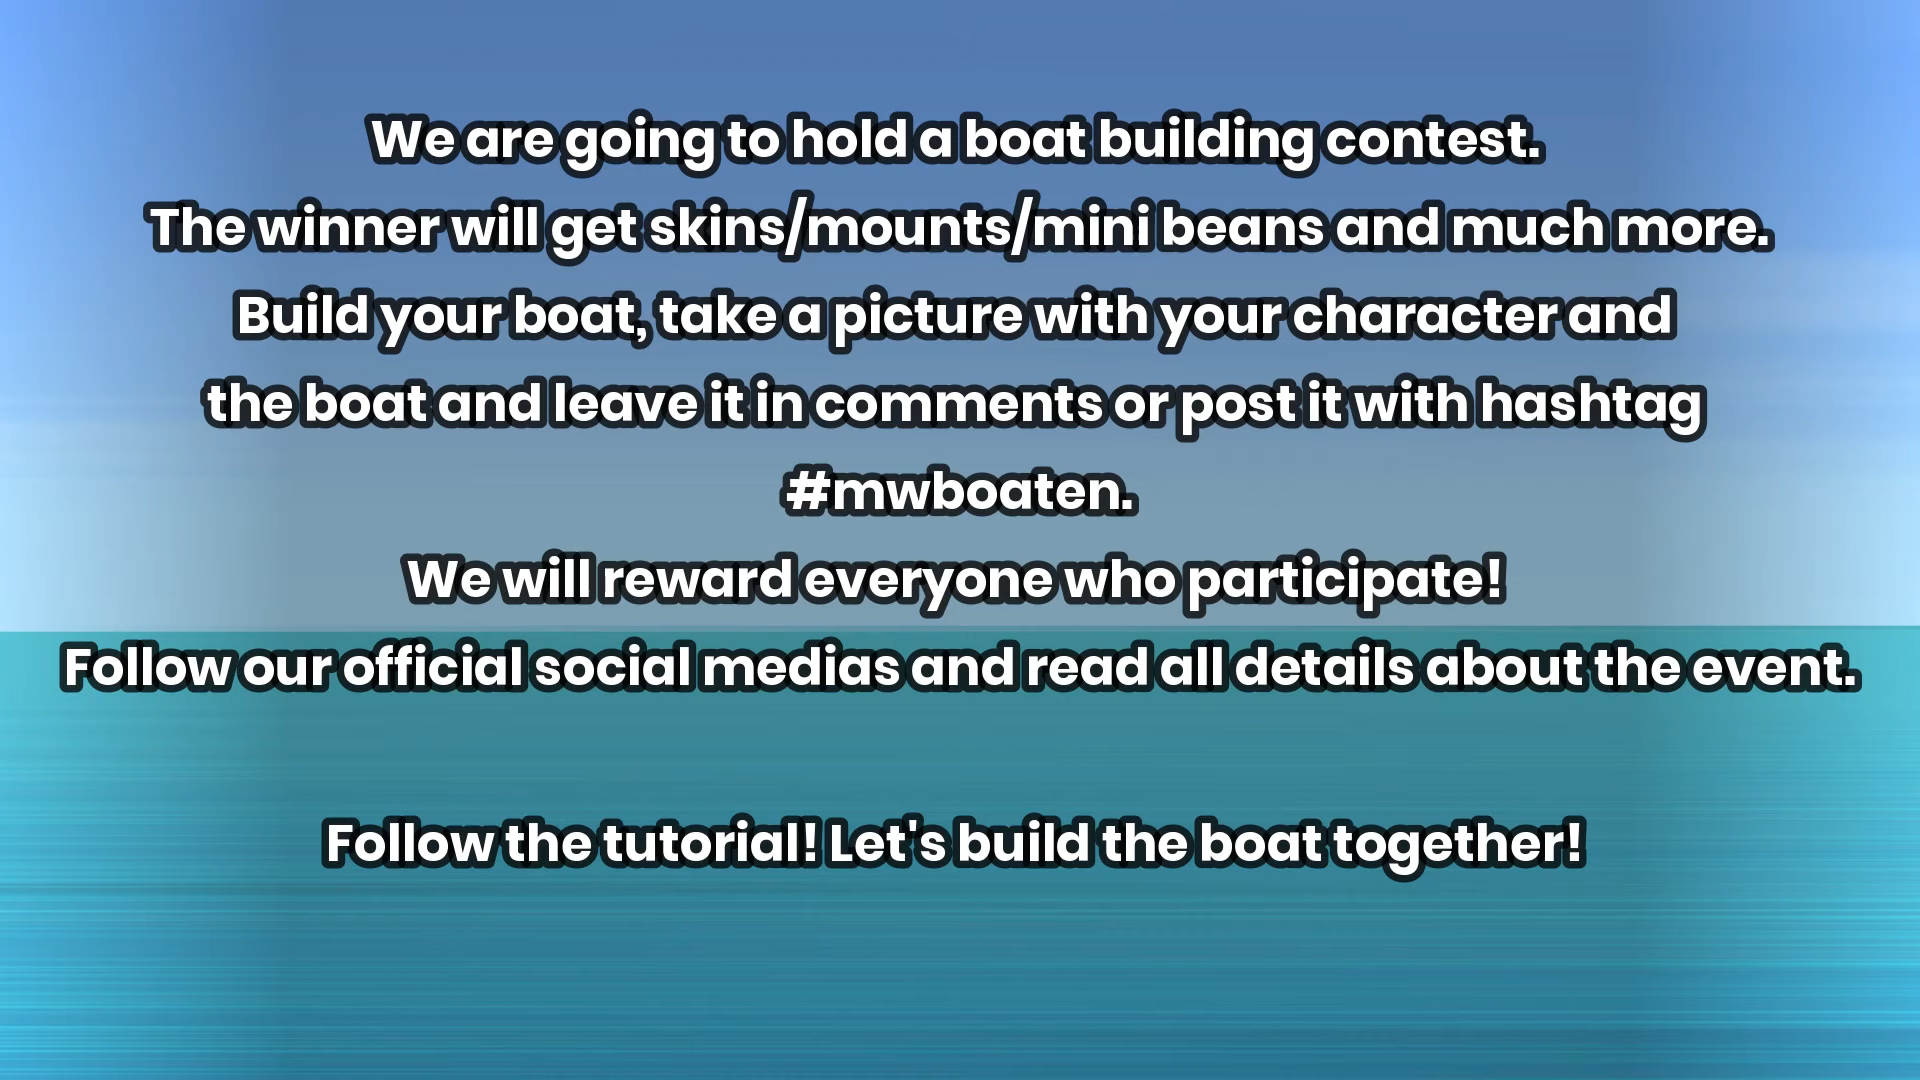 We are going to hold a boat building contest.
The winner will get skins/mounts/mini beans and much more.
Build your boat, take a picture with your character and
the boat and leave it in comments or post it with hashtag
#mwboaten.
We will reward everyone who participate!
Follow our official social medias and read all details about the event.
Follow the tutorial! Let's build the boat together!